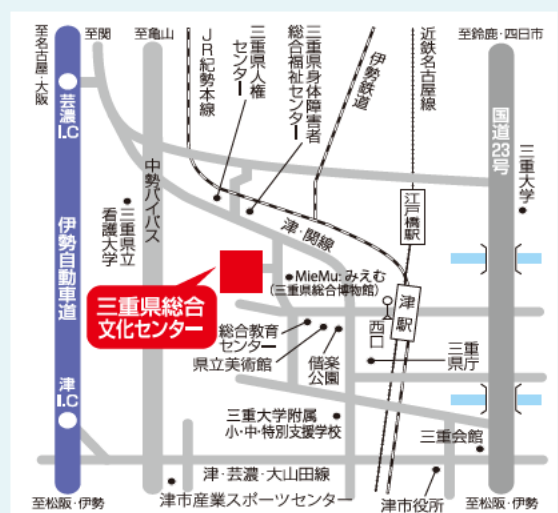 至名古屋・大阪
至関
至亀山
JR紀勢本線
三重県人権
センター
三重県身体障害者
総合福祉センター
伊勢鉄道
近鉄名古屋線
至鈴鹿・四日市
芸濃
I.C
国道23号
三重大学
中勢バイパス
三重県立
看護大学
江戸橋駅
津・関線
伊勢自動車道
三重県総合
文化センター
MieMu:みえむ
(三重県総合博物館)
津駅
西口
総合教育
センター
県立美術館
偕楽
公園
三重
県庁
津
I.C
三重大学附属
小・中・特別支援学校
三重会館
津・芸濃・大山田線
津市産業スポーツセンター
津市役所
至松阪・伊勢
至松阪・伊勢